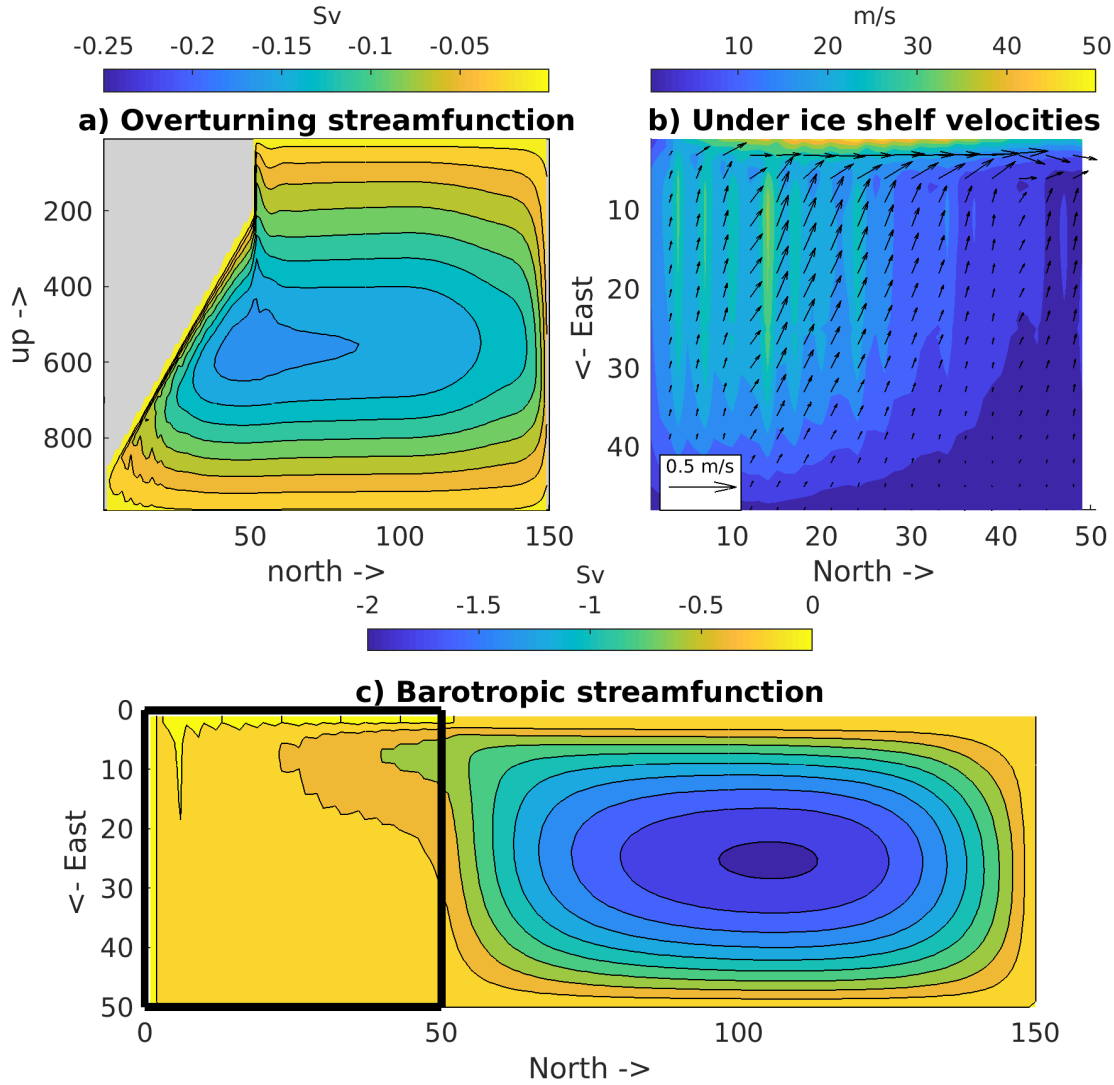 Sv
-0.25 -0.2 -0.15 -0.1 -0.05
a) Overturning streamfunction
200
400
600
800
up ->
50 100 150
north ->
m/s
10 20 30 40 50
b) Under ice shelf velocities
10
20
30
40
<- East
0.5 m/s
10 20 30 40 50
North ->
Sv
-2 -1.5 -1 -0.5 0
c) Barotropic streamfunction
0
10
20
30
40
50
<- East
0 50 100 150
North ->